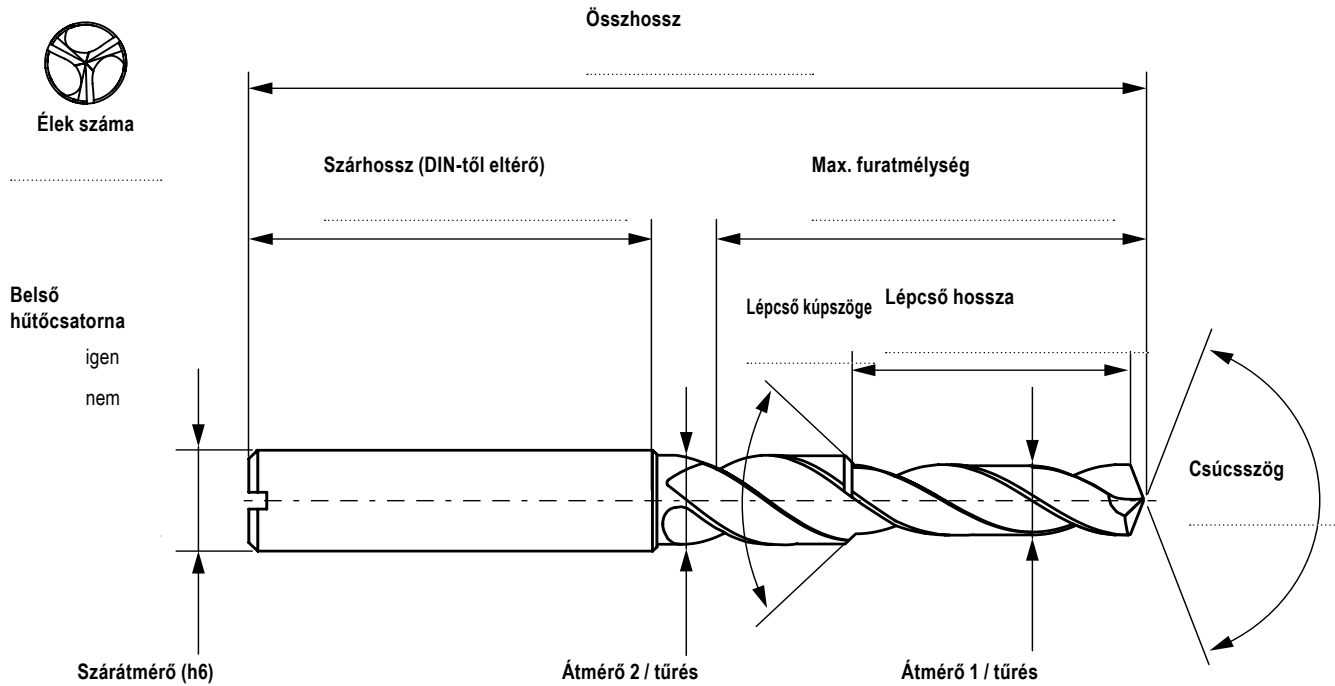 Összhossz
Élek száma
Szárhossz (DIN-től eltérő)
Max. furatmélység
Belső
hűtőcsatorna
igen
nem
Lépcső kúpszöge
Lépcső hossza
Csúcsszög
Szárátmérő (h6)
Átmérő 2 / tűrés
Átmérő 1 / tűrés